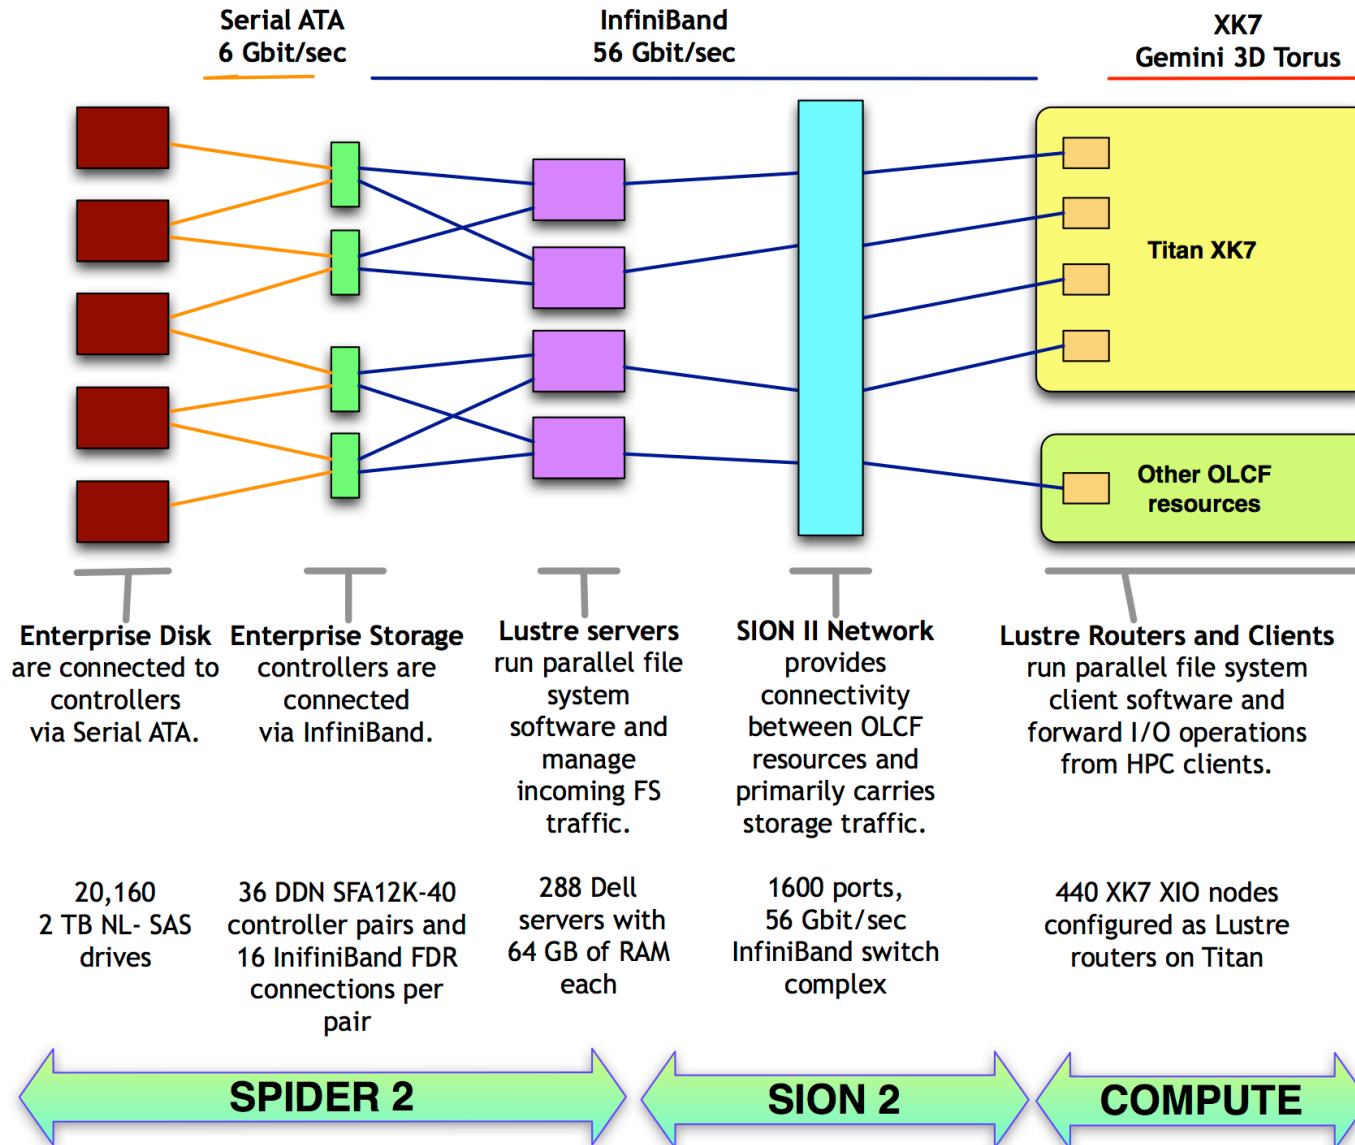 Serial ATA
6 Gbit/sec
InfiniBand
56 Gbit/sec
XK7
Gemini 3D Torus
Titan XK7
Other OLCF
resources
Enterprise Disk
are connected to
controllers
via Serial ATA.
Enterprise Storage
controllers are
connected
via InfiniBand.
Lustre servers
run parallel file
system
software and
manage
incoming FS
traffic.
SION II Network
provides
connectivity
between OLCF
resources and
primarily carries
storage traffic.
Lustre Routers and Clients
run parallel file system
client software and
forward I/O operations
from HPC clients.
20,160
2 TB NL- SAS
drives
36 DDN SFA12K-40
controller pairs and
16 InifiniBand FDR
connections per
pair
288 Dell
servers with
64 GB of RAM
each
1600 ports,
56 Gbit/sec
InfiniBand switch
complex
440 XK7 XIO nodes
configured as Lustre
routers on Titan
SPIDER 2
SION 2
COMPUTE